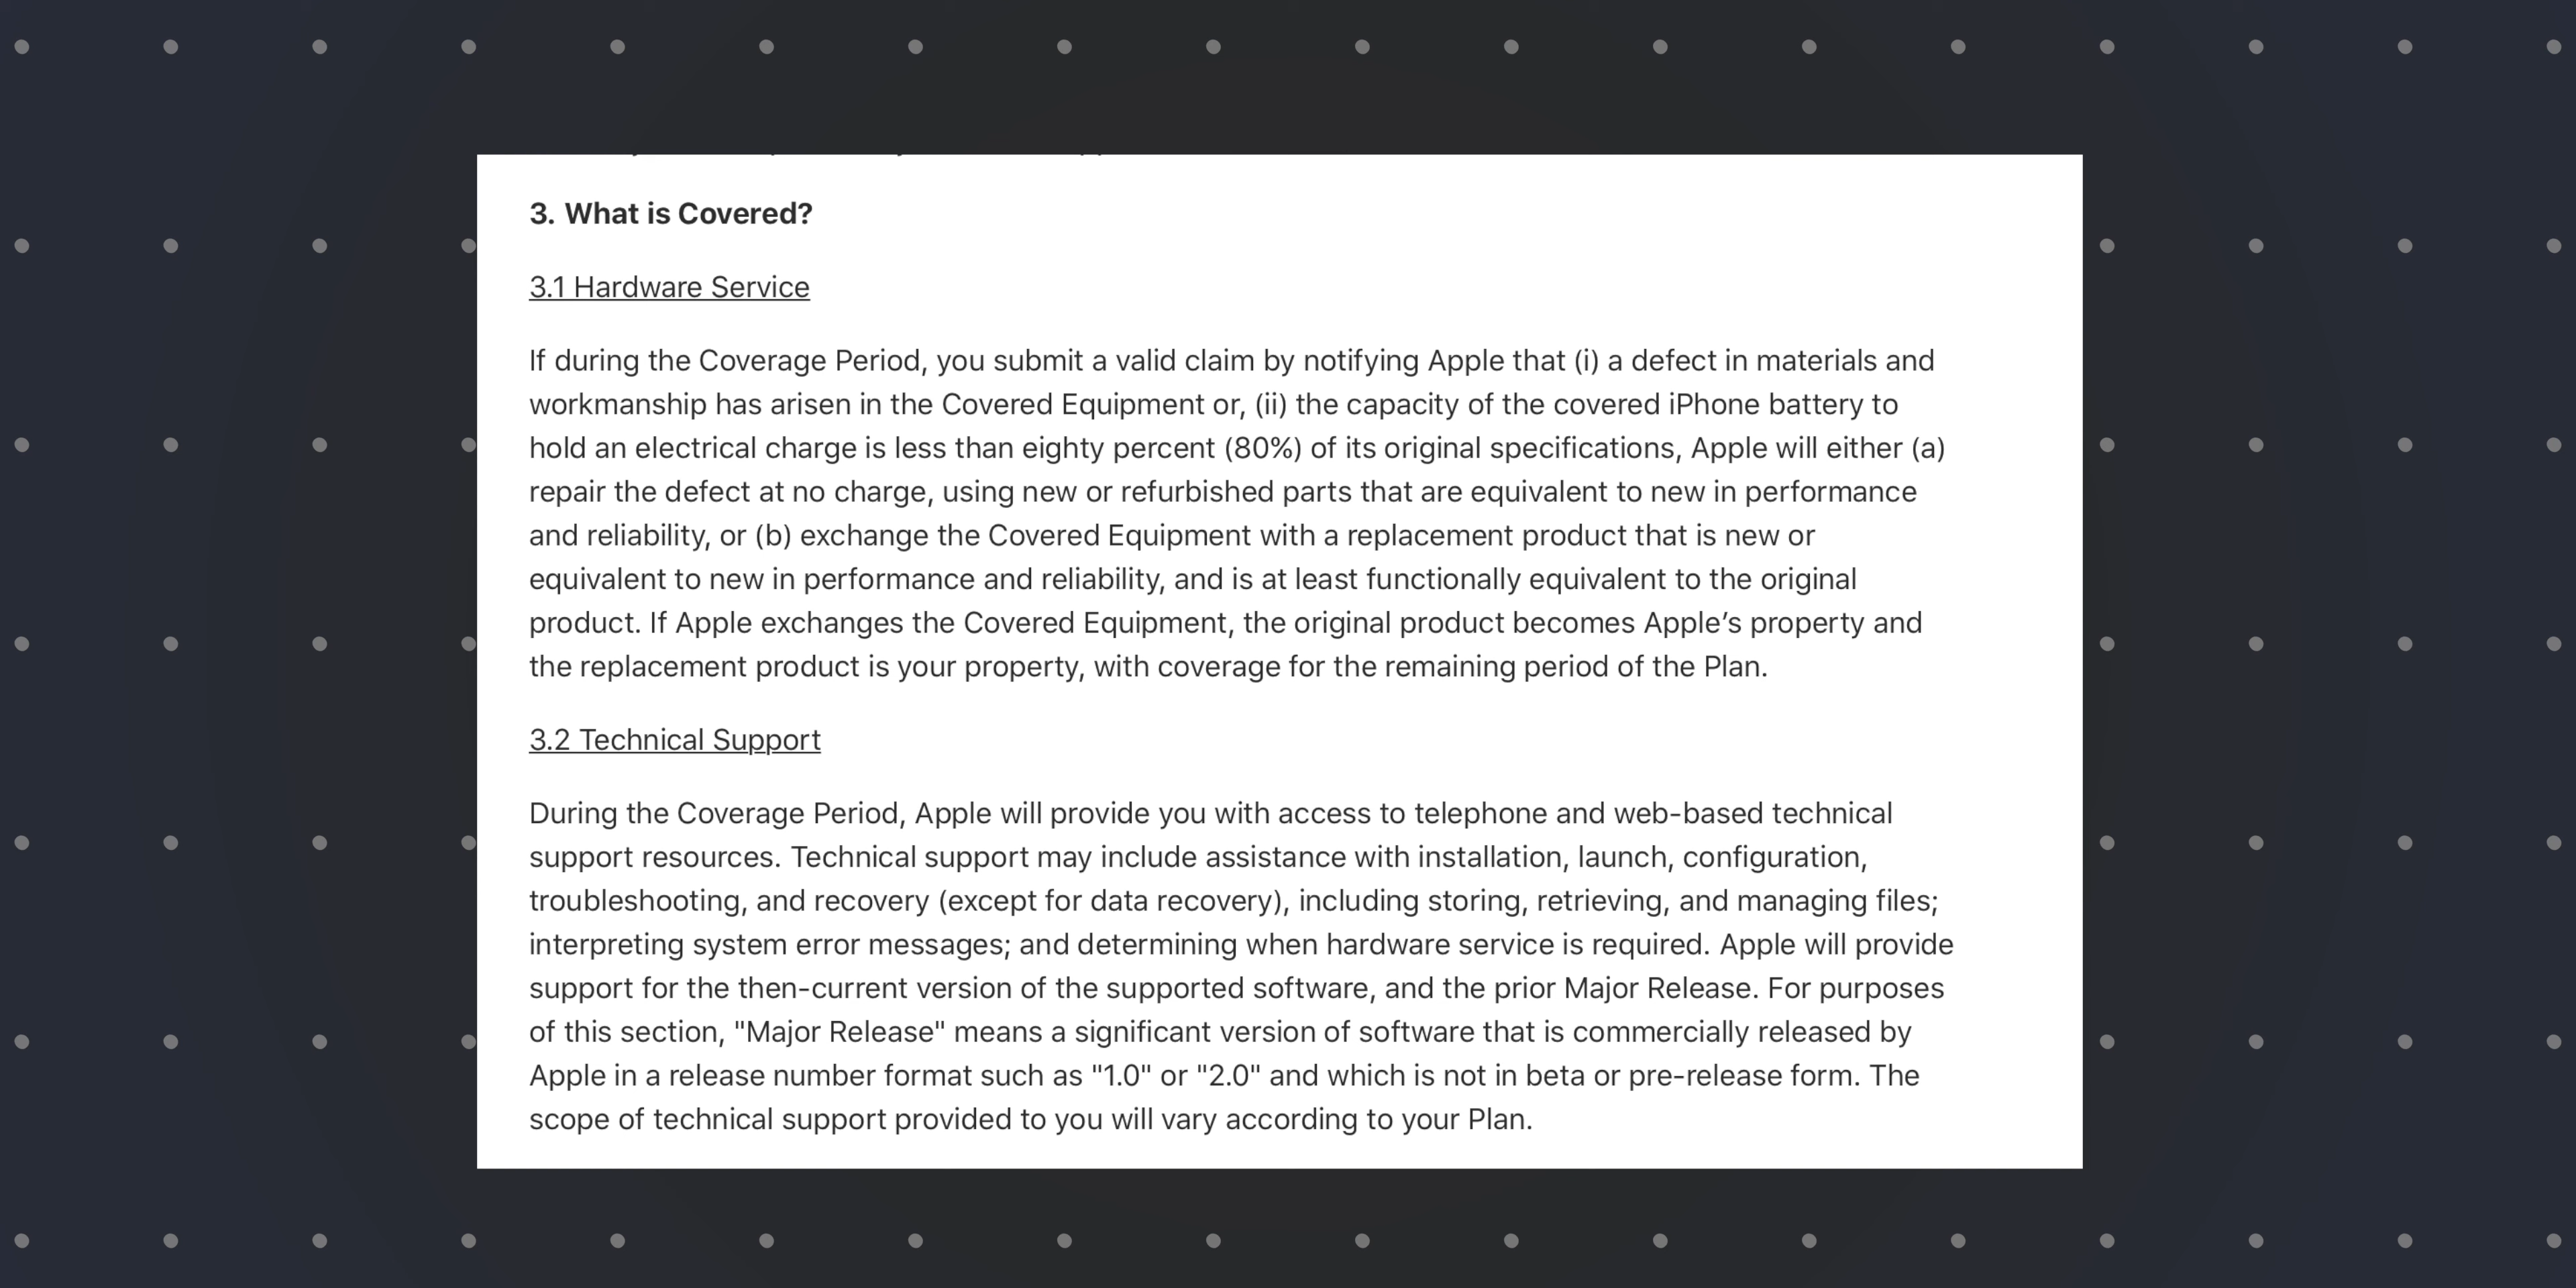 3. What is Covered?
3.1 Hardware Service
If during the Coverage Period, you submit a valid claim by notifying Apple that (i) a defect in materials and
workmanship has arisen in the Covered Equipment or, (ii) the capacity of the covered iPhone battery to
hold an electrical charge is less than eighty percent (80%) of its original specifications, Apple will either (a)
repair the defect at no charge, using new or refurbished parts that are equivalent to new in performance
and reliability, or (b) exchange the Covered Equipment with a replacement product that is new or
equivalent to new in performance and reliability, and is at least functionally equivalent to the original
product. If Apple exchanges the Covered Equipment, the original product becomes Apple’s property and
the replacement product is your property, with coverage for the remaining period of the Plan.
3.2 Technical Support
During the Coverage Period, Apple will provide you with access to telephone and web-based technical
support resources. Technical support may include assistance with installation, launch, configuration,
troubleshooting, and recovery (except for data recovery), including storing, retrieving, and managing files;
interpreting system error messages; and determining when hardware service is required. Apple will provide
support for the then-current version of the supported software, and the prior Major Release. For purposes
of this section, "Major Release" means a significant version of software that is commercially released by
Apple in a release number format such as "1.0" or "2.0" and which is not in beta or pre-release form. The
scope of technical support provided to you will vary according to your Plan.